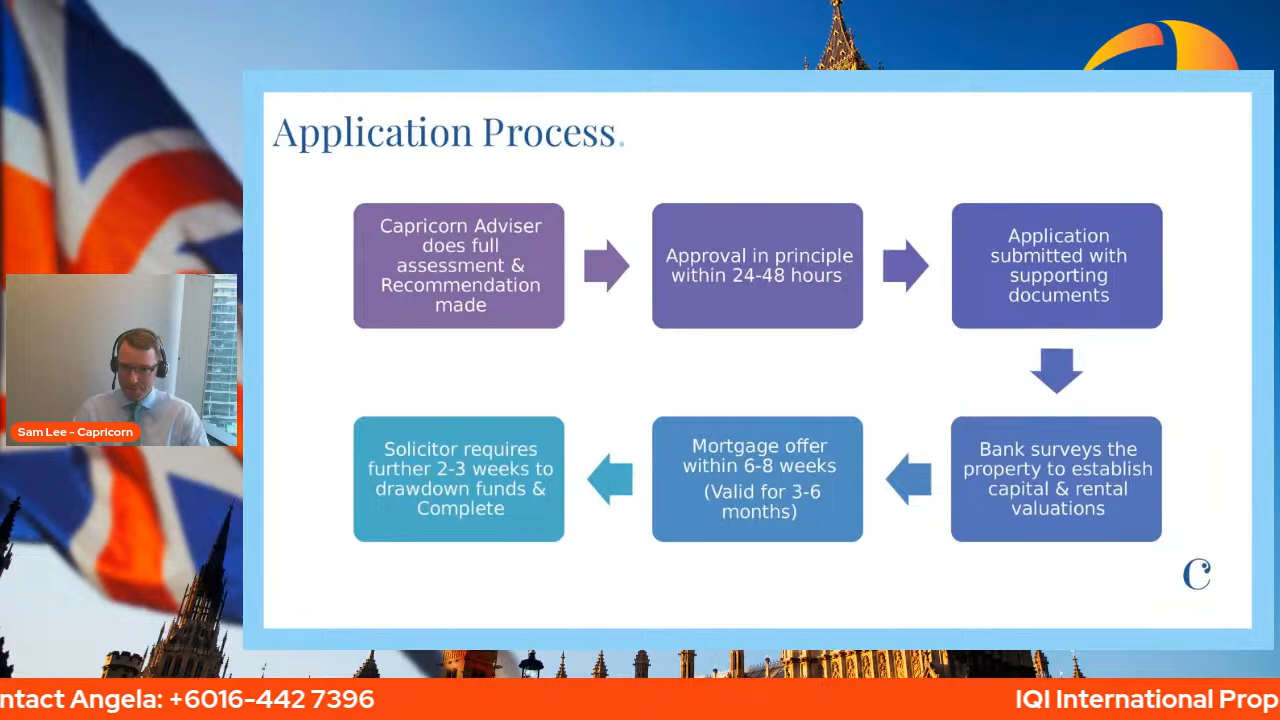 Application Process.
Capricorn Adviser
does full
assessment &
Recommendation
made
Approval in principle
within 24-48 hours
Application
submitted with
supporting
documents
Bank surveys the
property to establish
capital & rental
valuations
Mortgage offer
within 6-8 weeks
(Valid for 3-6
months)
Solicitor requires
further 2-3 weeks to
drawdown funds &
Complete
C
Sam Lee - Capricorn
ntact Angela: +6016-442 7396
IQI International Prop